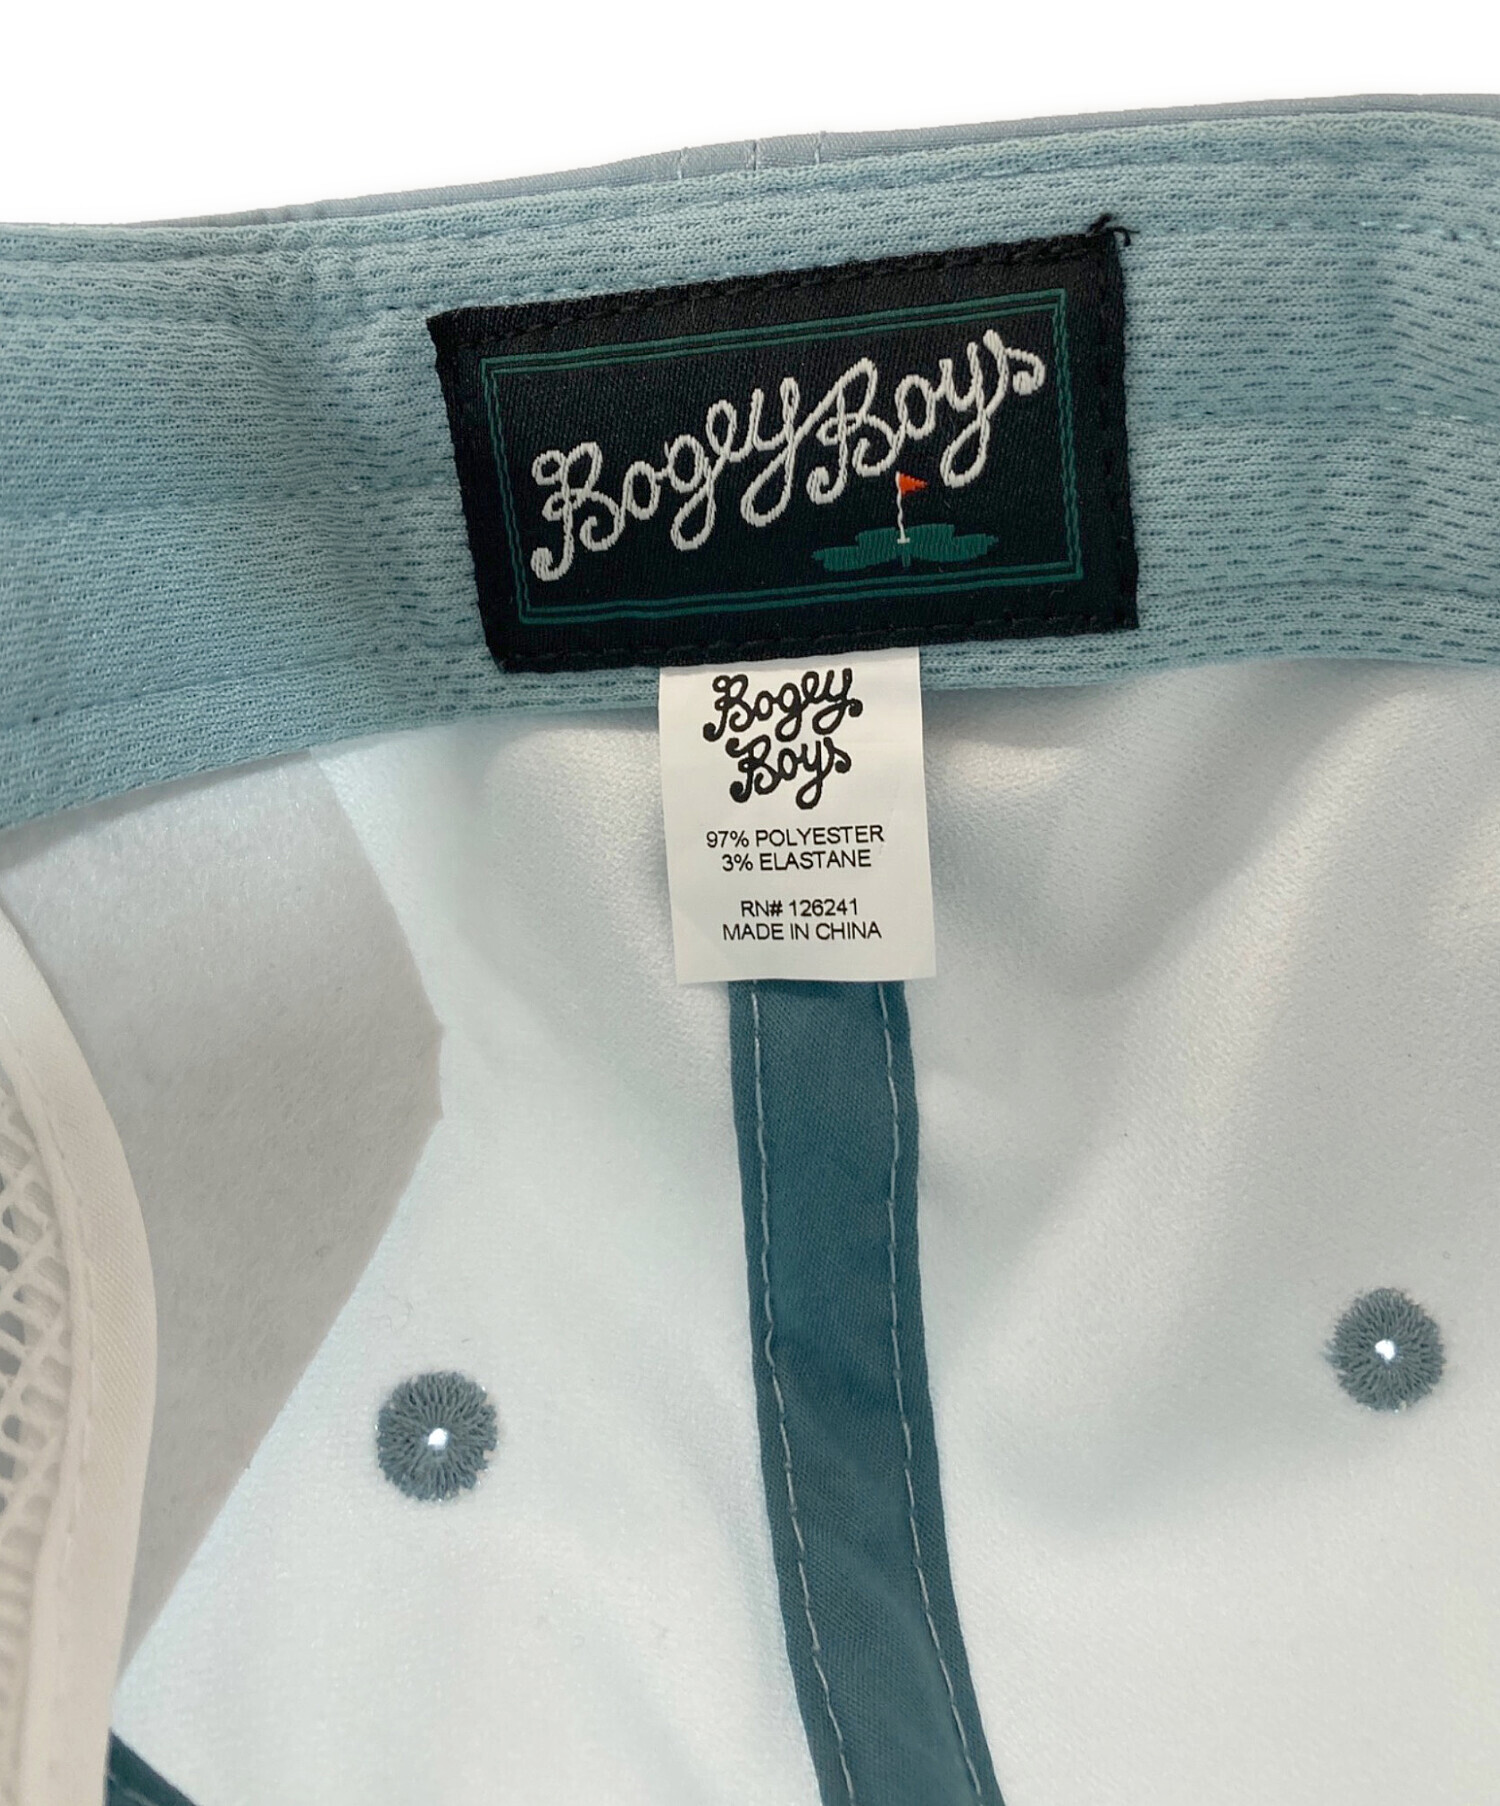 Bogey Boys
Bogey
Boys
97% POLYESTER
3% ELASTANE
RN# 126241
MADE IN CHINA